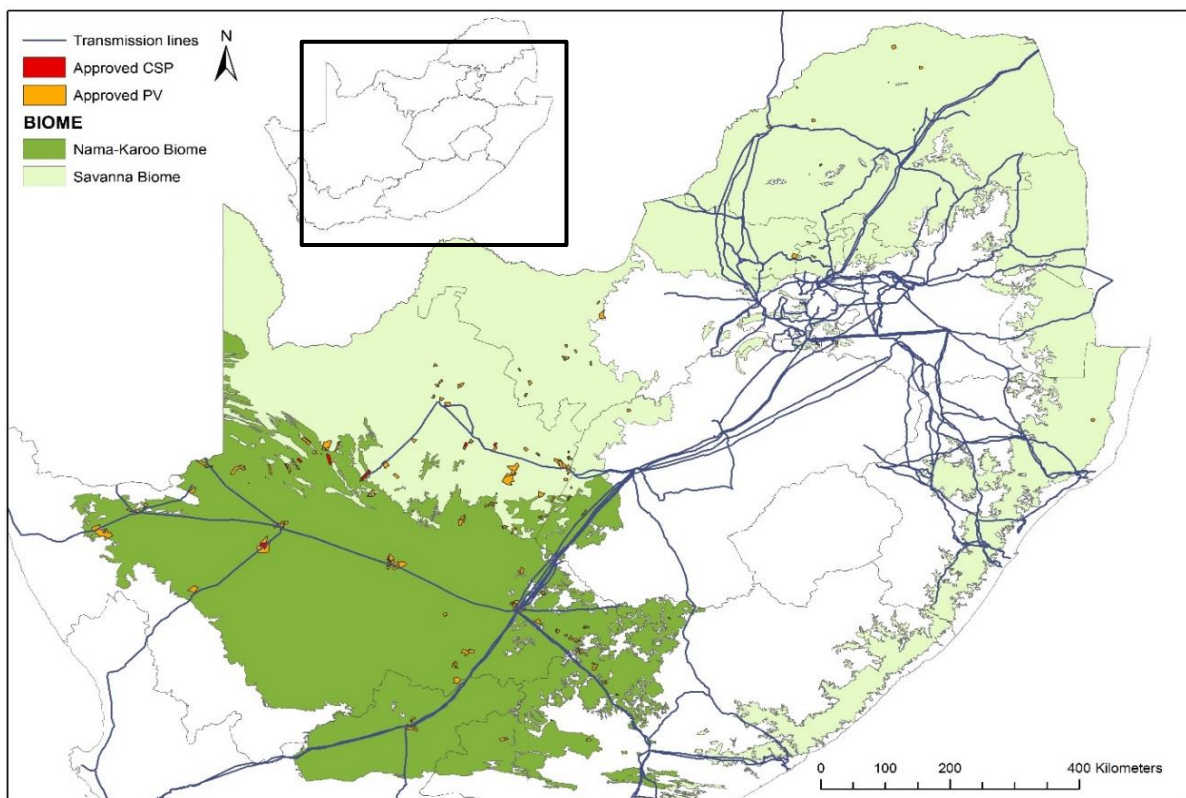 Transmission lines
Approved CSP
Approved PV
BIOME
Nama-Karoo Biome
Savanna Biome
N
0 100 200 400 Kilometers